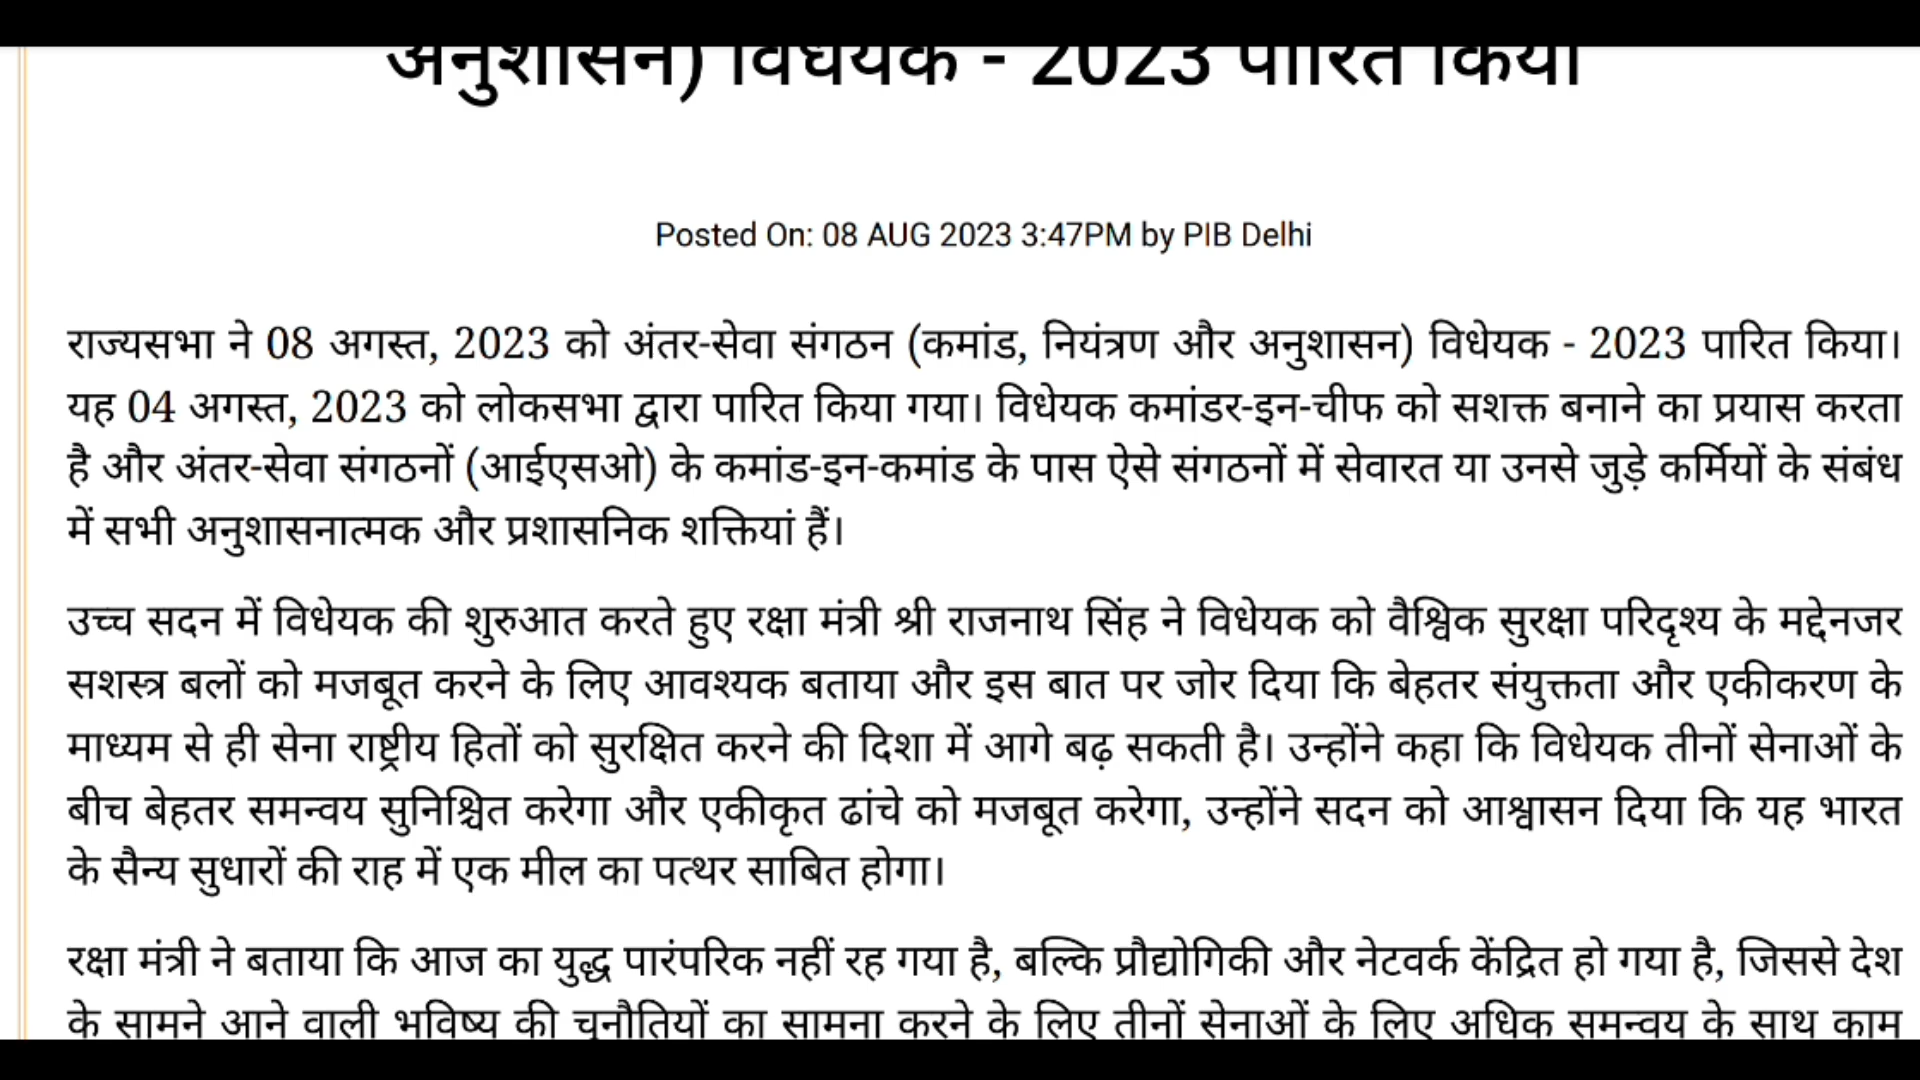 अनुशासन) विधेयक - 2023 पारित किया
Posted On: 08 AUG 2023 3:47PM by PIB Delhi
राज्यसभा ने 08 अगस्त, 2023 को अंतर-सेवा संगठन (कमांड, नियंत्रण और अनुशासन) विधेयक - 2023 पारित किया।
यह 04 अगस्त, 2023 को लोकसभा द्वारा पारित किया गया। विधेयक कमांडर-इन-चीफ को सशक्त बनाने का प्रयास करता
है और अंतर-सेवा संगठनों (आईएसओ) के कमांड-इन-कमांड के पास ऐसे संगठनों में सेवारत या उनसे जुड़े कर्मियों के संबंध
में सभी अनुशासनात्मक और प्रशासनिक शक्तियां हैं।
उच्च सदन में विधेयक की शुरुआत करते हुए रक्षा मंत्री श्री राजनाथ सिंह ने विधेयक को वैश्विक सुरक्षा परिदृश्य के मद्देनजर
सशस्त्र बलों को मजबूत करने के लिए आवश्यक बताया और इस बात पर जोर दिया कि बेहतर संयुक्तता और एकीकरण के
माध्यम से ही सेना राष्ट्रीय हितों को सुरक्षित करने की दिशा में आगे बढ़ सकती है। उन्होंने कहा कि विधेयक तीनों सेनाओं के
बीच बेहतर समन्वय सुनिश्चित करेगा और एकीकृत ढांचे को मजबूत करेगा, उन्होंने सदन को आश्वासन दिया कि यह भारत
के सैन्य सुधारों की राह में एक मील का पत्थर साबित होगा।
रक्षा मंत्री ने बताया कि आज का युद्ध पारंपरिक नहीं रह गया है, बल्कि प्रौद्योगिकी और नेटवर्क केंद्रित हो गया है, जिससे देश
के सामने आने वाली भविष्य की चुनौतियों का सामना करने के लिए तीनों सेनाओं के लिए अधिक समन्वय के साथ काम